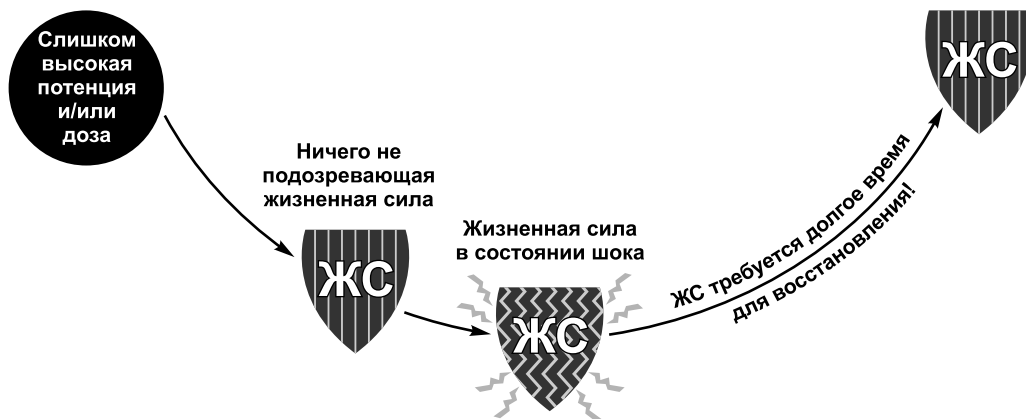 Слишком
высокая
потенция
и/или
доза
Ничего не
подозревающая
жизненная сила
ЖС
Жизненная сила
в состоянии шока
ЖС
ЖС требуется долгое время
для восстановления!
ЖС